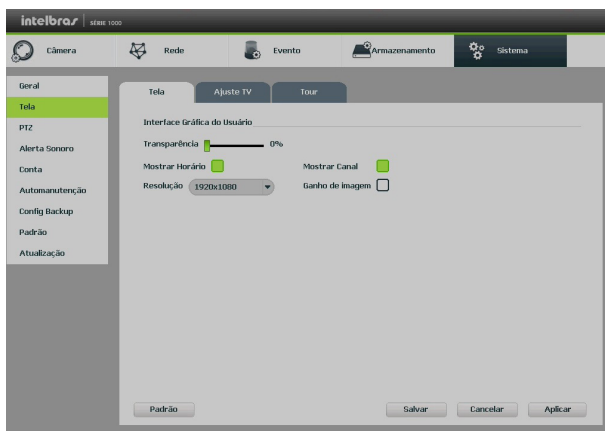 intelbras SÉRIE 1000
Câmera Rede Evento Armazenamento Sistema
Geral
Tela
PTZ
Alerta Sonoro
Conta
Automanutenção
Config Backup
Padrão
Atualização
Tela Ajuste TV Tour
Interface Gráfica do Usuário
Transparência 0%
Mostrar Horário Mostrar Canal
Resolução 1920x1080 Ganho de imagem
Padrão Salvar Cancelar Aplicar